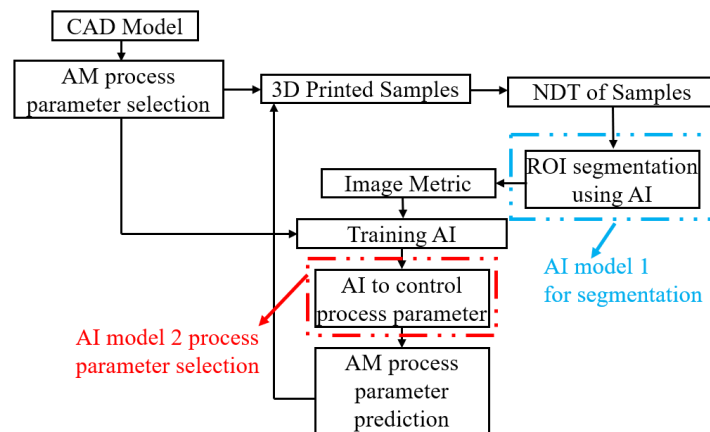 CAD Model
AM process
parameter selection
3D Printed Samples
NDT of Samples
ROI segmentation
using AI
Image Metric
Training AI
AI model 1
for segmentation
AI to control
process parameter
AI model 2 process
parameter selection
AM process
parameter
prediction